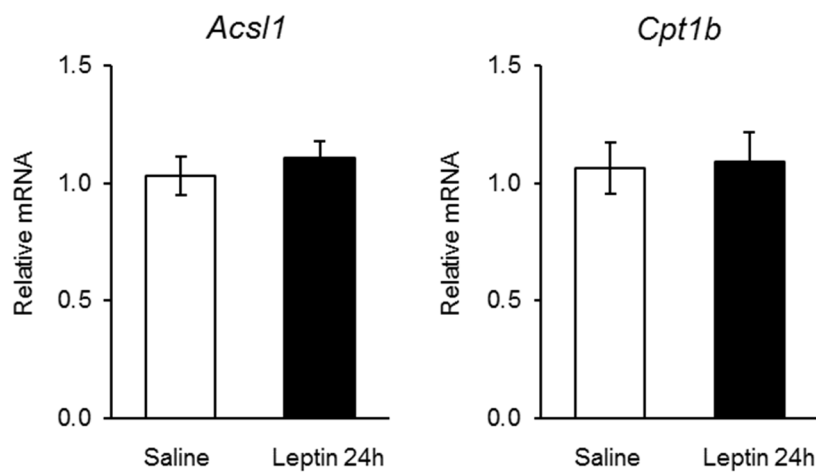 Acsl1
Relative mRNA
1.5
1.0
0.5
0.0
Saline Leptin 24h
Cpt1b
Relative mRNA
1.5
1.0
0.5
0.0
Saline Leptin 24h